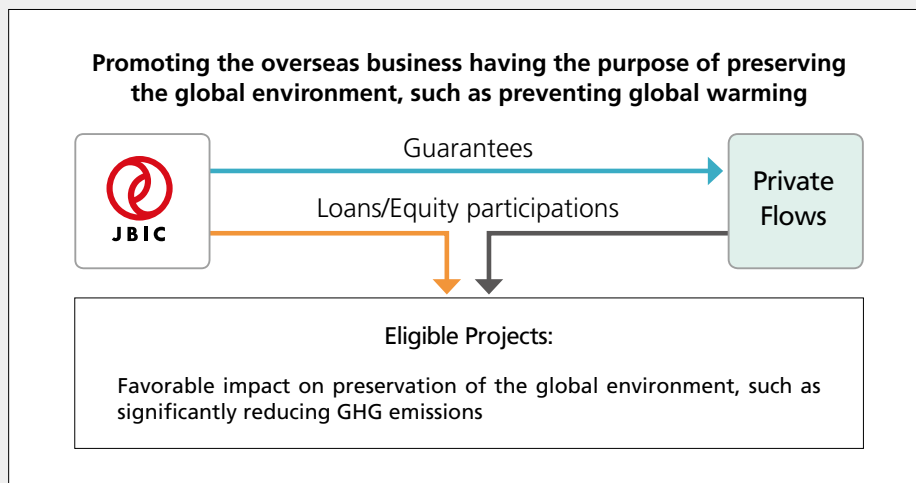 Promoting the overseas business having the purpose of preserving
the global environment, such as preventing global warming
Guarantees
JBIC
Private
Flows
Loans/Equity participations
Eligible Projects:
Favorable impact on preservation of the global environment, such as
significantly reducing GHG emissions